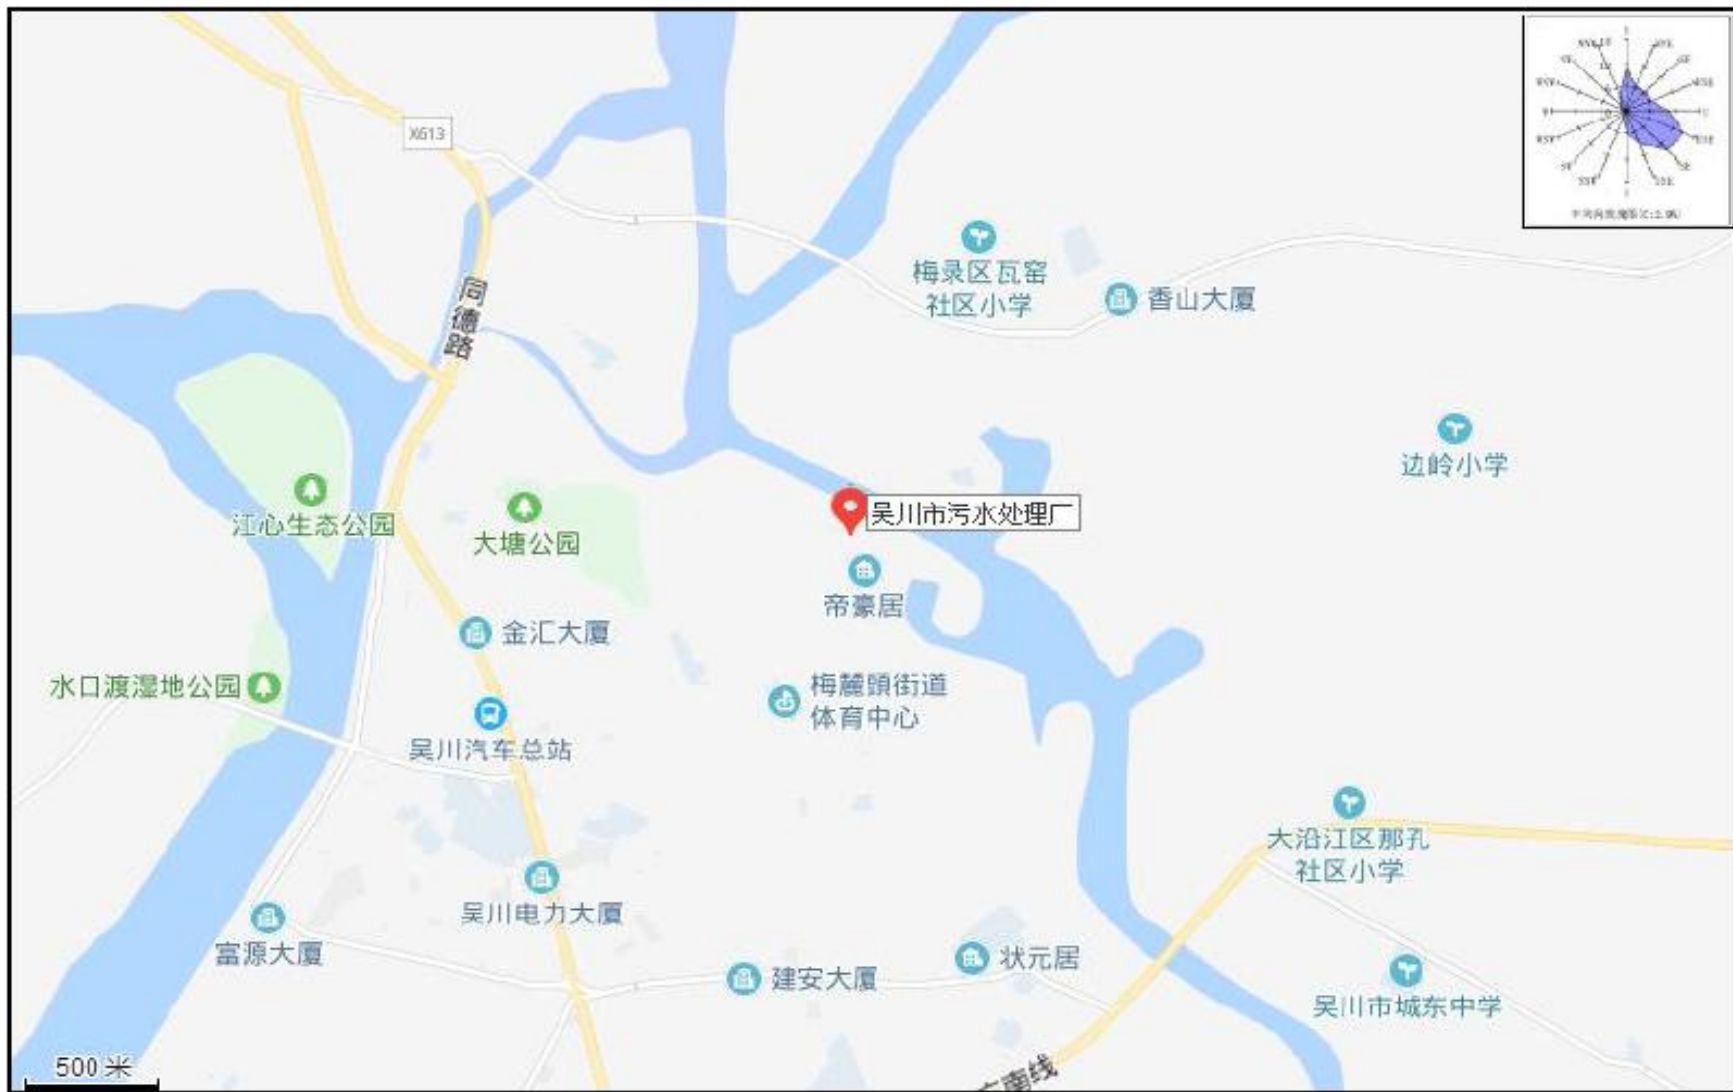 X613
同德路
梅录区瓦窑
社区小学
香山大厦
边岭小学
江心生态公园
大塘公园
吴川市污水处理厂
帝豪居
金汇大厦
水口渡湿地公园
梅麓頭街道
体育中心
吴川汽车总站
大沿江区那孔
社区小学
吴川电力大厦
富源大厦
建安大厦
状元居
吴川市城东中学
500 米
南线